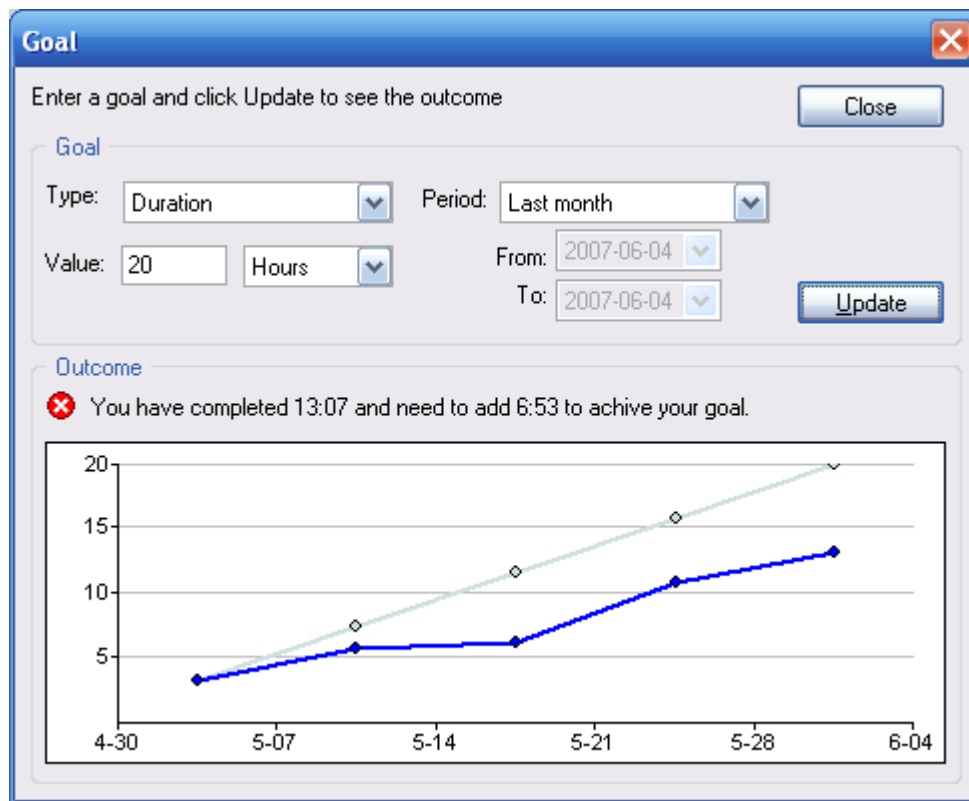 Goal
Enter a goal and click Update to see the outcome
Close
Goal
Type: Duration Period: Last month
Value: 20 Hours From: 2007-06-04
To: 2007-06-04
Update
Outcome
You have completed 13:07 and need to add 6:53 to achive your goal.
20
15
10
5
4-30 5-07 5-14 5-21 5-28 6-04